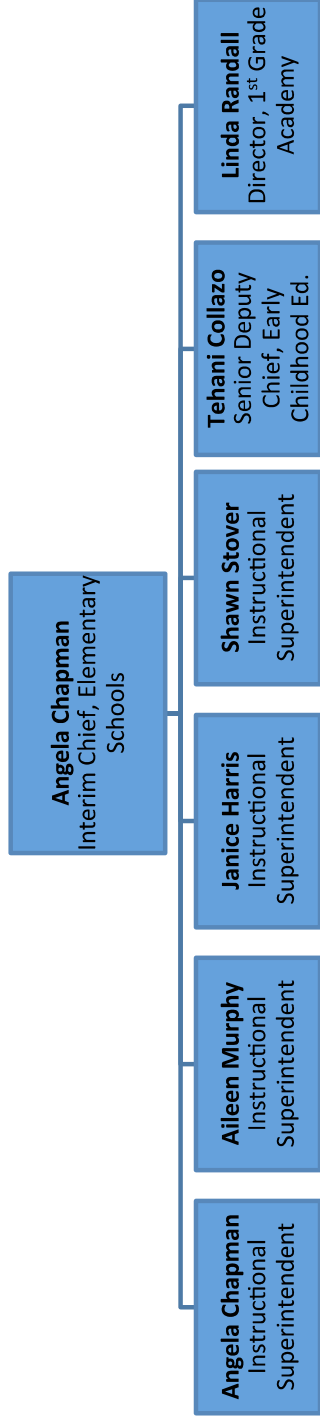 Angela Chapman
Interim Chief, Elementary
Schools
Angela Chapman
Instructional
Superintendent
Aileen Murphy
Instructional
Superintendent
Janice Harris
Instructional
Superintendent
Shawn Stover
Instructional
Superintendent
Tehani Collazo
Senior Deputy
Chief, Early
Childhood Ed.
Linda Randall
Director, 1st Grade
Academy